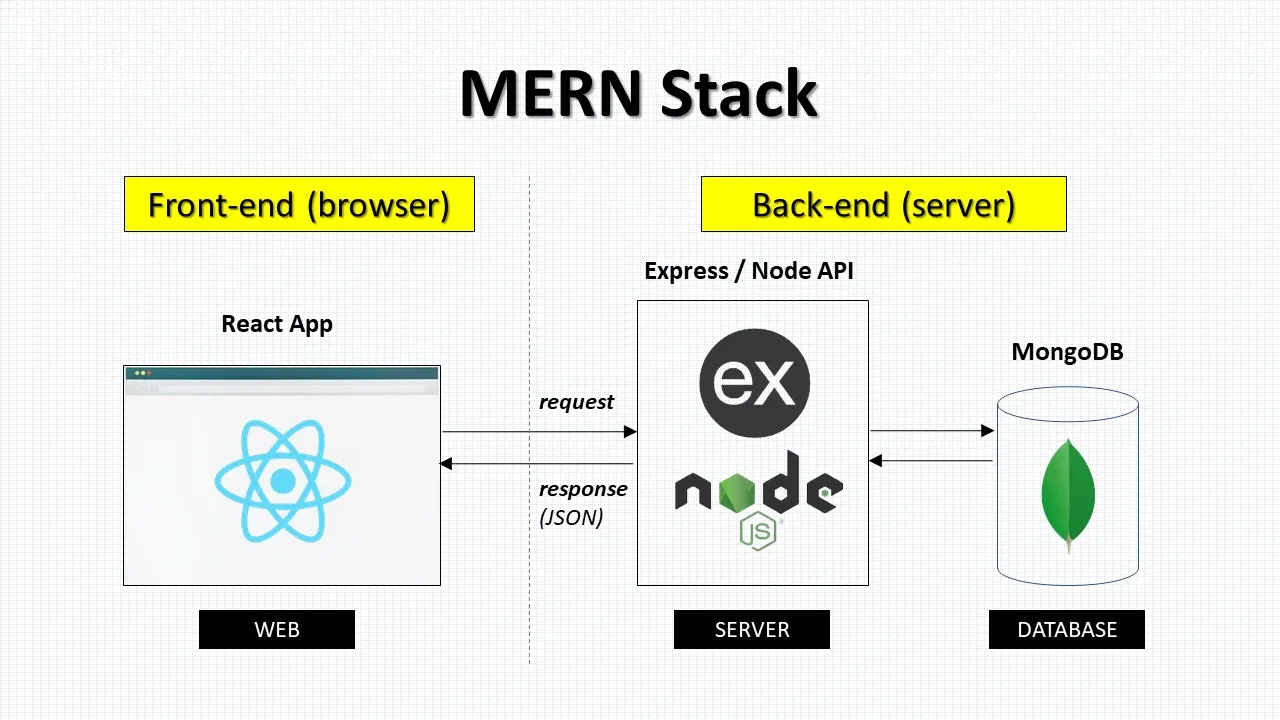 MERN Stack
Front-end (browser)
Back-end (server)
Express / Node API
React App
MongoDB
request
response
(JSON)
ex
node
JS
WEB
SERVER
DATABASE